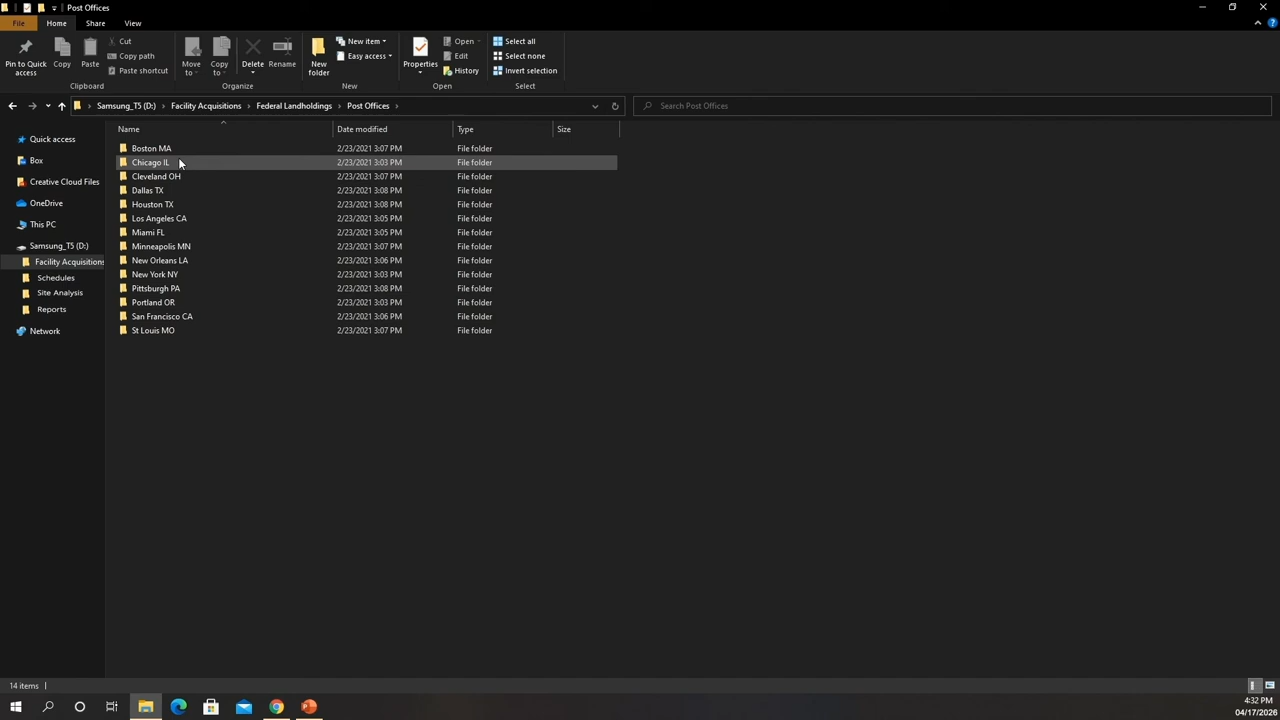 Post Offices
File Home Share View
Pin to Quick access
Copy
Paste
Cut
Copy path
Paste shortcut
Clipboard
Move to
Copy to
Delete
Rename
Organize
New folder
New item
Easy access
New
Properties
Open
Edit
History
Open
Select all
Select none
Invert selection
Select
Samsung_T5 (D:) > Facility Acquisitions > Federal Landholdings > Post Offices >
Search Post Offices
Name Date modified Type Size
Quick access
Box
Creative Cloud Files
OneDrive
This PC
Samsung_T5 (D:)
Facility Acquisitions
Schedules
Site Analysis
Reports
Network
Boston MA 2/23/2021 3:07 PM File folder
Chicago IL 2/23/2021 3:03 PM File folder
Cleveland OH 2/23/2021 3:07 PM File folder
Dallas TX 2/23/2021 3:08 PM File folder
Houston TX 2/23/2021 3:08 PM File folder
Los Angeles CA 2/23/2021 3:05 PM File folder
Miami FL 2/23/2021 3:05 PM File folder
Minneapolis MN 2/23/2021 3:07 PM File folder
New Orleans LA 2/23/2021 3:06 PM File folder
New York NY 2/23/2021 3:03 PM File folder
Pittsburgh PA 2/23/2021 3:08 PM File folder
Portland OR 2/23/2021 3:03 PM File folder
San Francisco CA 2/23/2021 3:06 PM File folder
St Louis MO 2/23/2021 3:07 PM File folder
14 items
4:32 PM
04/17/2026